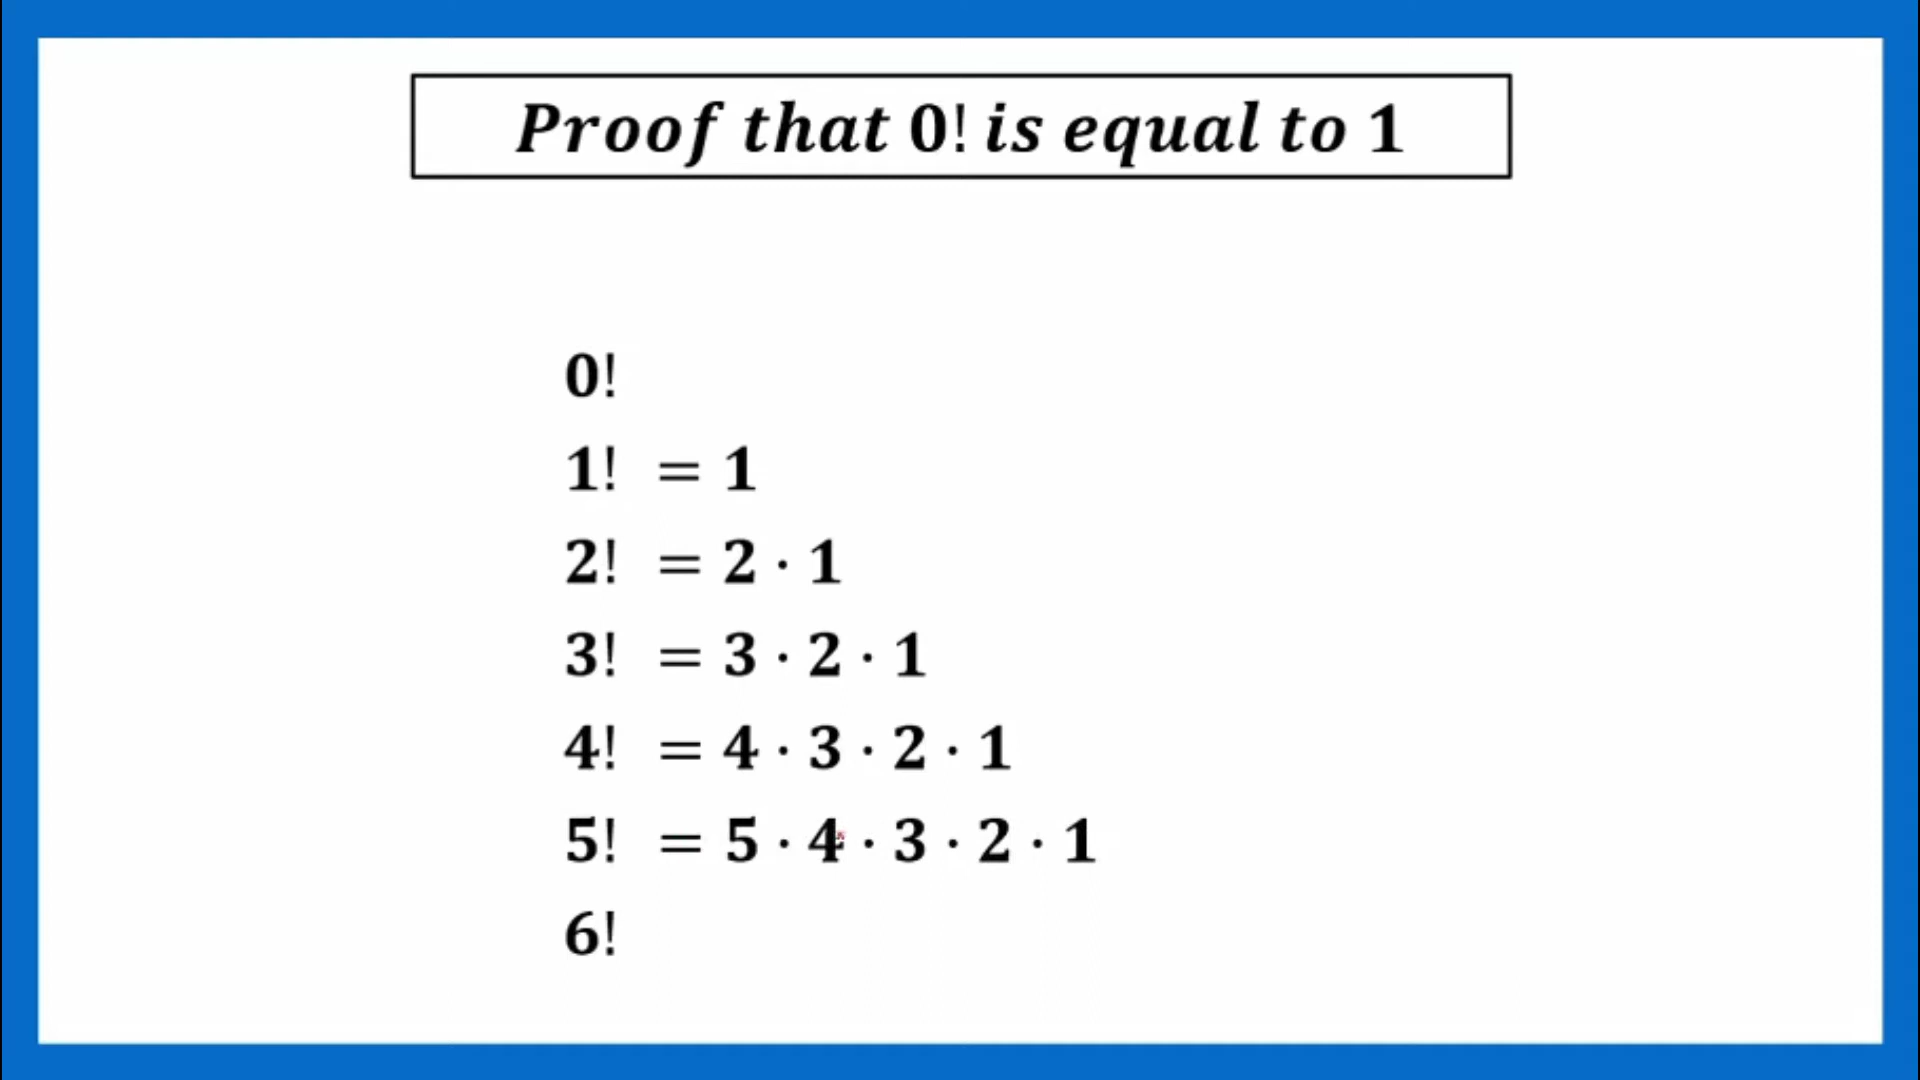 Proof that 0! is equal to 1
0!
1! = 1
2! = 2 · 1
3! = 3 · 2 · 1
4! = 4 · 3 · 2 · 1
5! = 5 · 4 · 3 · 2 · 1
6!